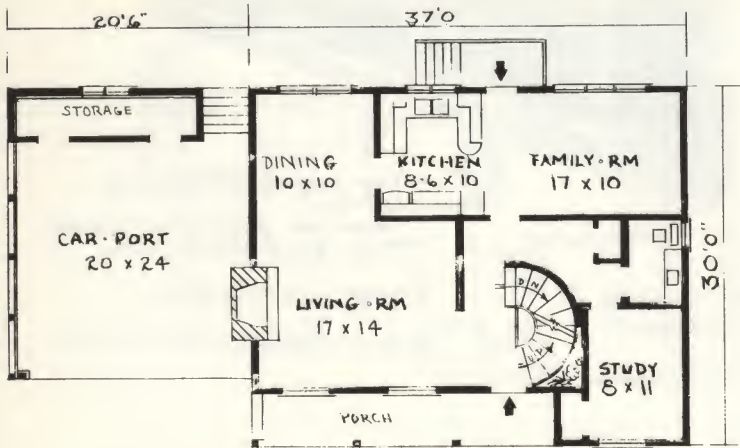 20'6"
37'0
STORAGE
DINING
10 x 10
KITCHEN
8-6 x 10
FAMILY·RM
17 x 10
CAR·PORT
20 x 24
30'0"
DN
LIVING·RM
17 x 14
UP
STUDY
8 x 11
PORCH